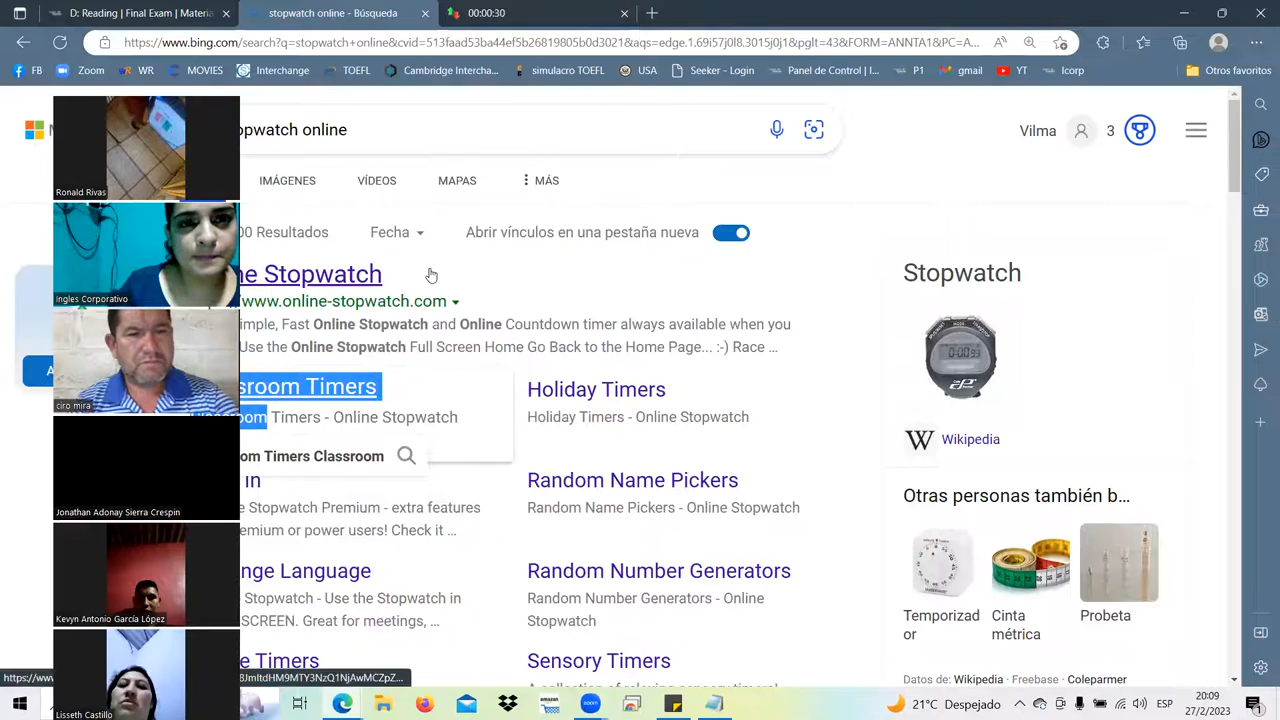 D: Readi | Final Exam | Material
stopwatch online - Búsqueda
00:00:30
https://www.bing.com/search?q=stopwatch+online&cvid=513faad53ba44ef5b26819805b0d3021&aqs=edge.1.69i57j0l8.3015j0j1&pglt=43&FORM=ANNTA1&PC=A...
FB
Zoom
WR
MOVIES
Interchange
TOEFL
Cambridge Intercha...
simulacro TOEFL
USA
Seeker - Login
Panel de Control | I...
P1
gmail
YT
Icorp
Otros favoritos
opwatch online
Vilma
3
IMÁGENES
VÍDEOS
MAPAS
MÁS
00 Resultados
Fecha
Abrir vínculos en una pestaña nueva
ne Stopwatch
www.online-stopwatch.com
imple, Fast Online Stopwatch and Online Countdown timer always available when you
Use the Online Stopwatch Full Screen Home Go Back to the Home Page... :-) Race ...
sroom Timers
oom Timers - Online Stopwatch
om Timers Classroom
Holiday Timers
Holiday Timers - Online Stopwatch
in
e Stopwatch Premium - extra features
remium or power users! Check it ...
Random Name Pickers
Random Name Pickers - Online Stopwatch
nge Language
Stopwatch - Use the Stopwatch in
SCREEN. Great for meetings, ...
Random Number Generators
Random Number Generators - Online
Stopwatch
e Timers
Sensory Timers
Stopwatch
Wikipedia
Otras personas también b...
Temporizad
or
Cinta
métrica
Probeta
Datos de: Wikipedia · Freebase · Coleparmer
Ronald Rivas
Ingles Corporativo
ciro mira
Jonathan Adonay Sierra Crespin
Kevyn Antonio García López
Lisseth Castillo
21°C Despejado
ESP
20:09
27/2/2023